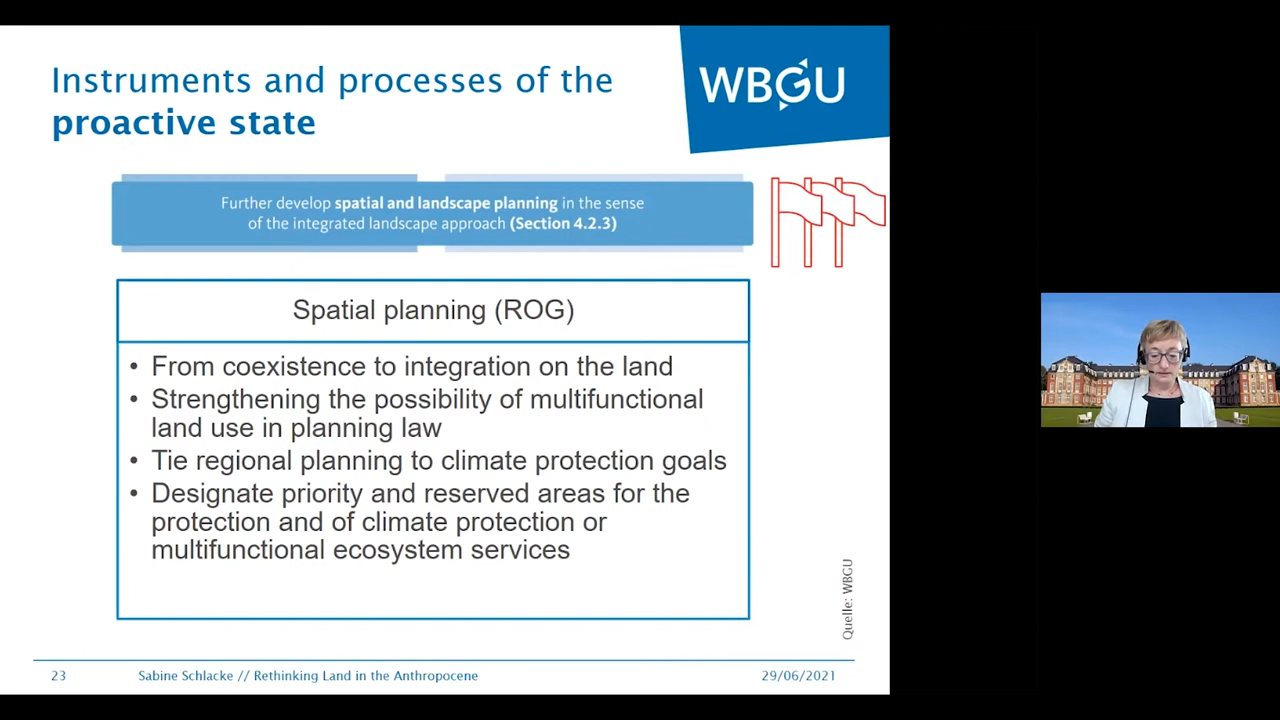 Instruments and processes of the
proactive state
WBGU
Further develop spatial and landscape planning in the sense
of the integrated landscape approach (Section 4.2.3)
Spatial planning (ROG)
• From coexistence to integration on the land
• Strengthening the possibility of multifunctional
land use in planning law
• Tie regional planning to climate protection goals
• Designate priority and reserved areas for the
protection and of climate protection or
multifunctional ecosystem services
Quelle: WBGU
23
Sabine Schlacke // Rethinking Land in the Anthropocene
29/06/2021